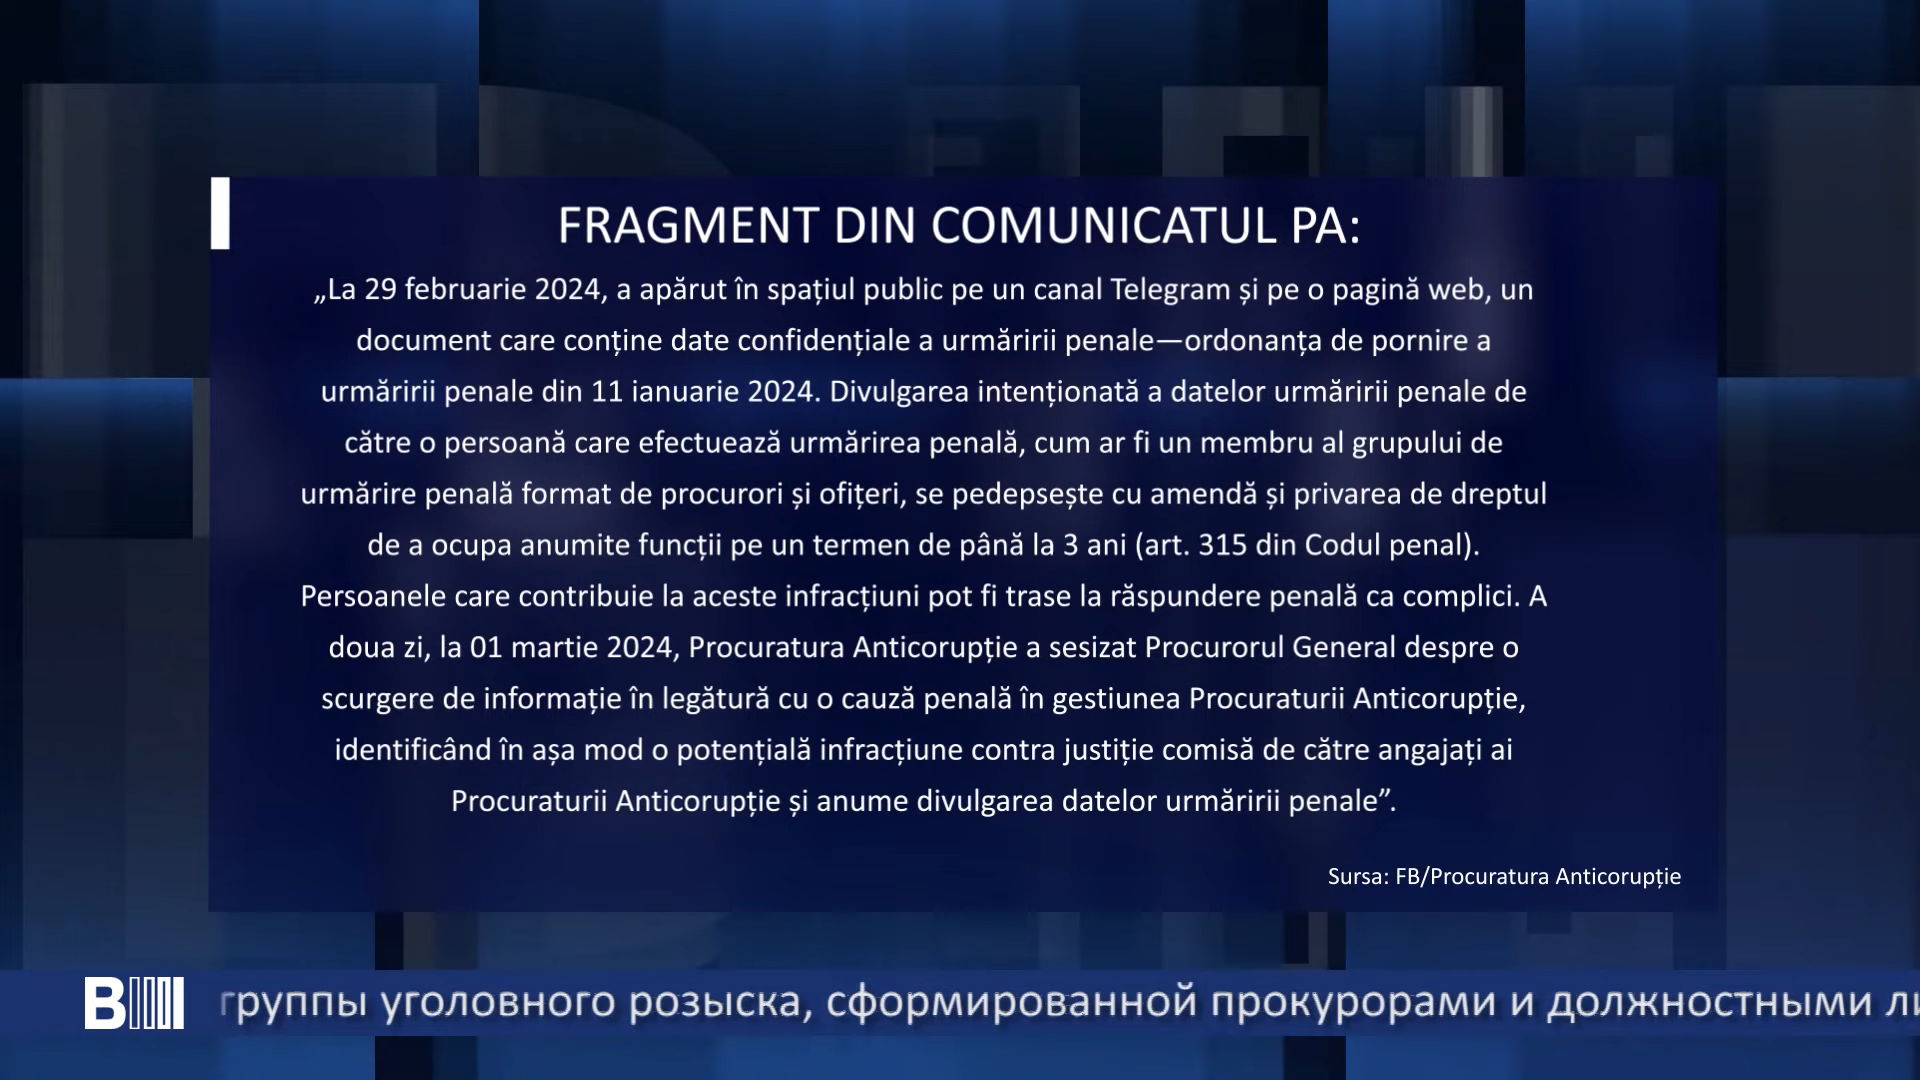 FRAGMENT DIN COMUNICATUL PA:
„La 29 februarie 2024, a apărut în spațiul public pe un canal Telegram și pe o pagină web, un
document care conține date confidențiale a urmăririi penale—ordonanța de pornire a
urmăririi penale din 11 ianuarie 2024. Divulgarea intenționată a datelor urmăririi penale de
către o persoană care efectuează urmărirea penală, cum ar fi un membru al grupului de
urmărire penală format de procurori și ofițeri, se pedepsește cu amendă și privarea de dreptul
de a ocupa anumite funcții pe un termen de până la 3 ani (art. 315 din Codul penal).
Persoanele care contribuie la aceste infracțiuni pot fi trase la răspundere penală ca complici. A
doua zi, la 01 martie 2024, Procuratura Anticorupție a sesizat Procurorul General despre o
scurgere de informație în legătură cu o cauză penală în gestiunea Procuraturii Anticorupție,
identificând în așa mod o potențială infracțiune contra justiție comisă de către angajați ai
Procuraturii Anticorupție și anume divulgarea datelor urmăririi penale”.
Sursa: FB/Procuratura Anticorupție
B группы уголовного розыска, сформированной прокурорами и должностными